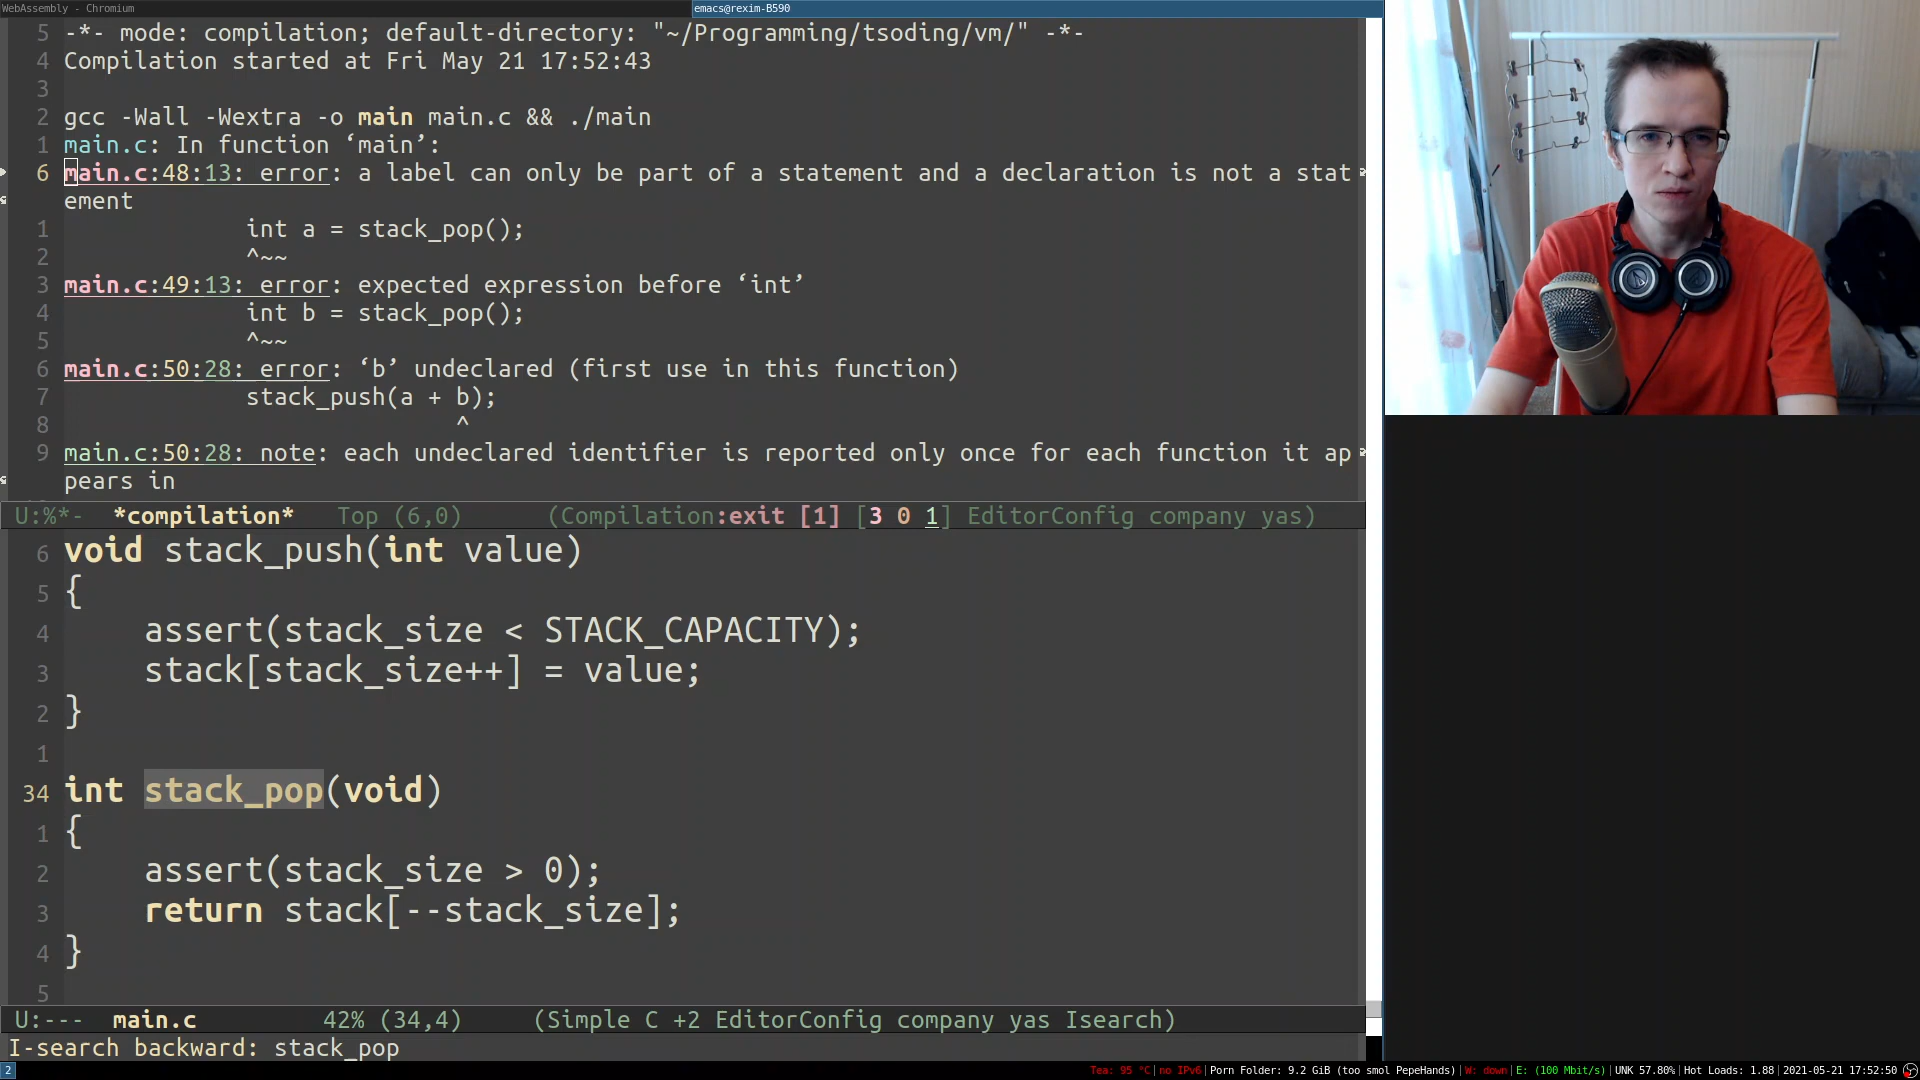 WebAssembly - Chromium
emacs@rexim-B590
5 -*- mode: compilation; default-directory: "~/Programming/tsoding/vm/" -*-
4 Compilation started at Fri May 21 17:52:43
3
2 gcc -Wall -Wextra -o main main.c && ./main
1 main.c: In function ‘main’:
6 main.c:48:13: error: a label can only be part of a statement and a declaration is not a stat
ement
1 int a = stack_pop();
2 ^~~
3 main.c:49:13: error: expected expression before ‘int’
4 int b = stack_pop();
5 ^~~
6 main.c:50:28: error: ‘b’ undeclared (first use in this function)
7 stack_push(a + b);
8 ^
9 main.c:50:28: note: each undeclared identifier is reported only once for each function it ap
pears in
U:%*- *compilation* Top (6,0) (Compilation:exit [1] [3 0 1] EditorConfig company yas)
6 void stack_push(int value)
5 {
4 assert(stack_size < STACK_CAPACITY);
3 stack[stack_size++] = value;
2 }
1
34 int stack_pop(void)
1 {
2 assert(stack_size > 0);
3 return stack[--stack_size];
4 }
5
U:--- main.c 42% (34,4) (Simple C +2 EditorConfig company yas Isearch)
I-search backward: stack_pop
2
Tea: 95 °C|no IPv6|Porn Folder: 9.2 GiB (too smol PepeHands)|W: down|E: (100 Mbit/s)|UNK 57.80%|Hot Loads: 1.88|2021-05-21 17:52:50